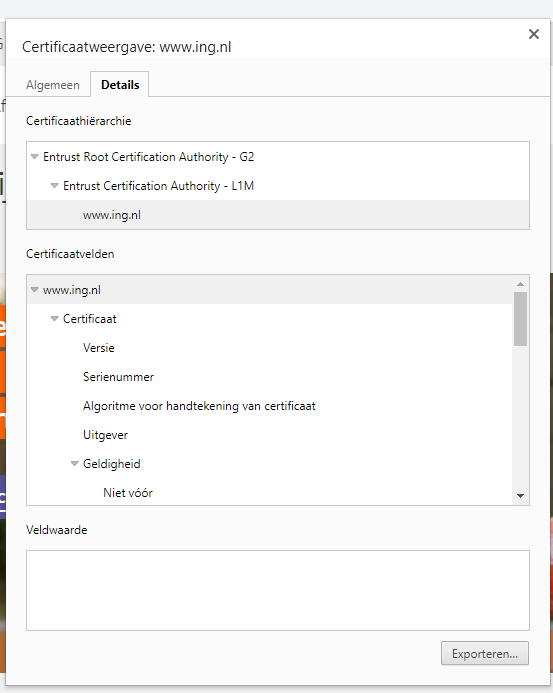 Certificaatweergave: www.ing.nl
Algemeen
Details
Certificaathiërarchie
Entrust Root Certification Authority - G2
Entrust Certification Authority - L1M
www.ing.nl
Certificaatvelden
www.ing.nl
Certificaat
Versie
Serienummer
Algoritme voor handtekening van certificaat
Uitgever
Geldigheid
Niet vóór
Veldwaarde
Exporteren...